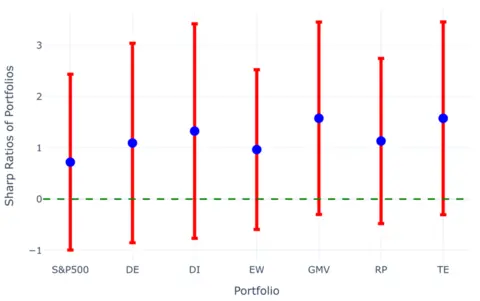 Sharp Ratios of Portfolios
3
2
1
0
−1
S&P500 DE DI EW GMV RP TE
Portfolio